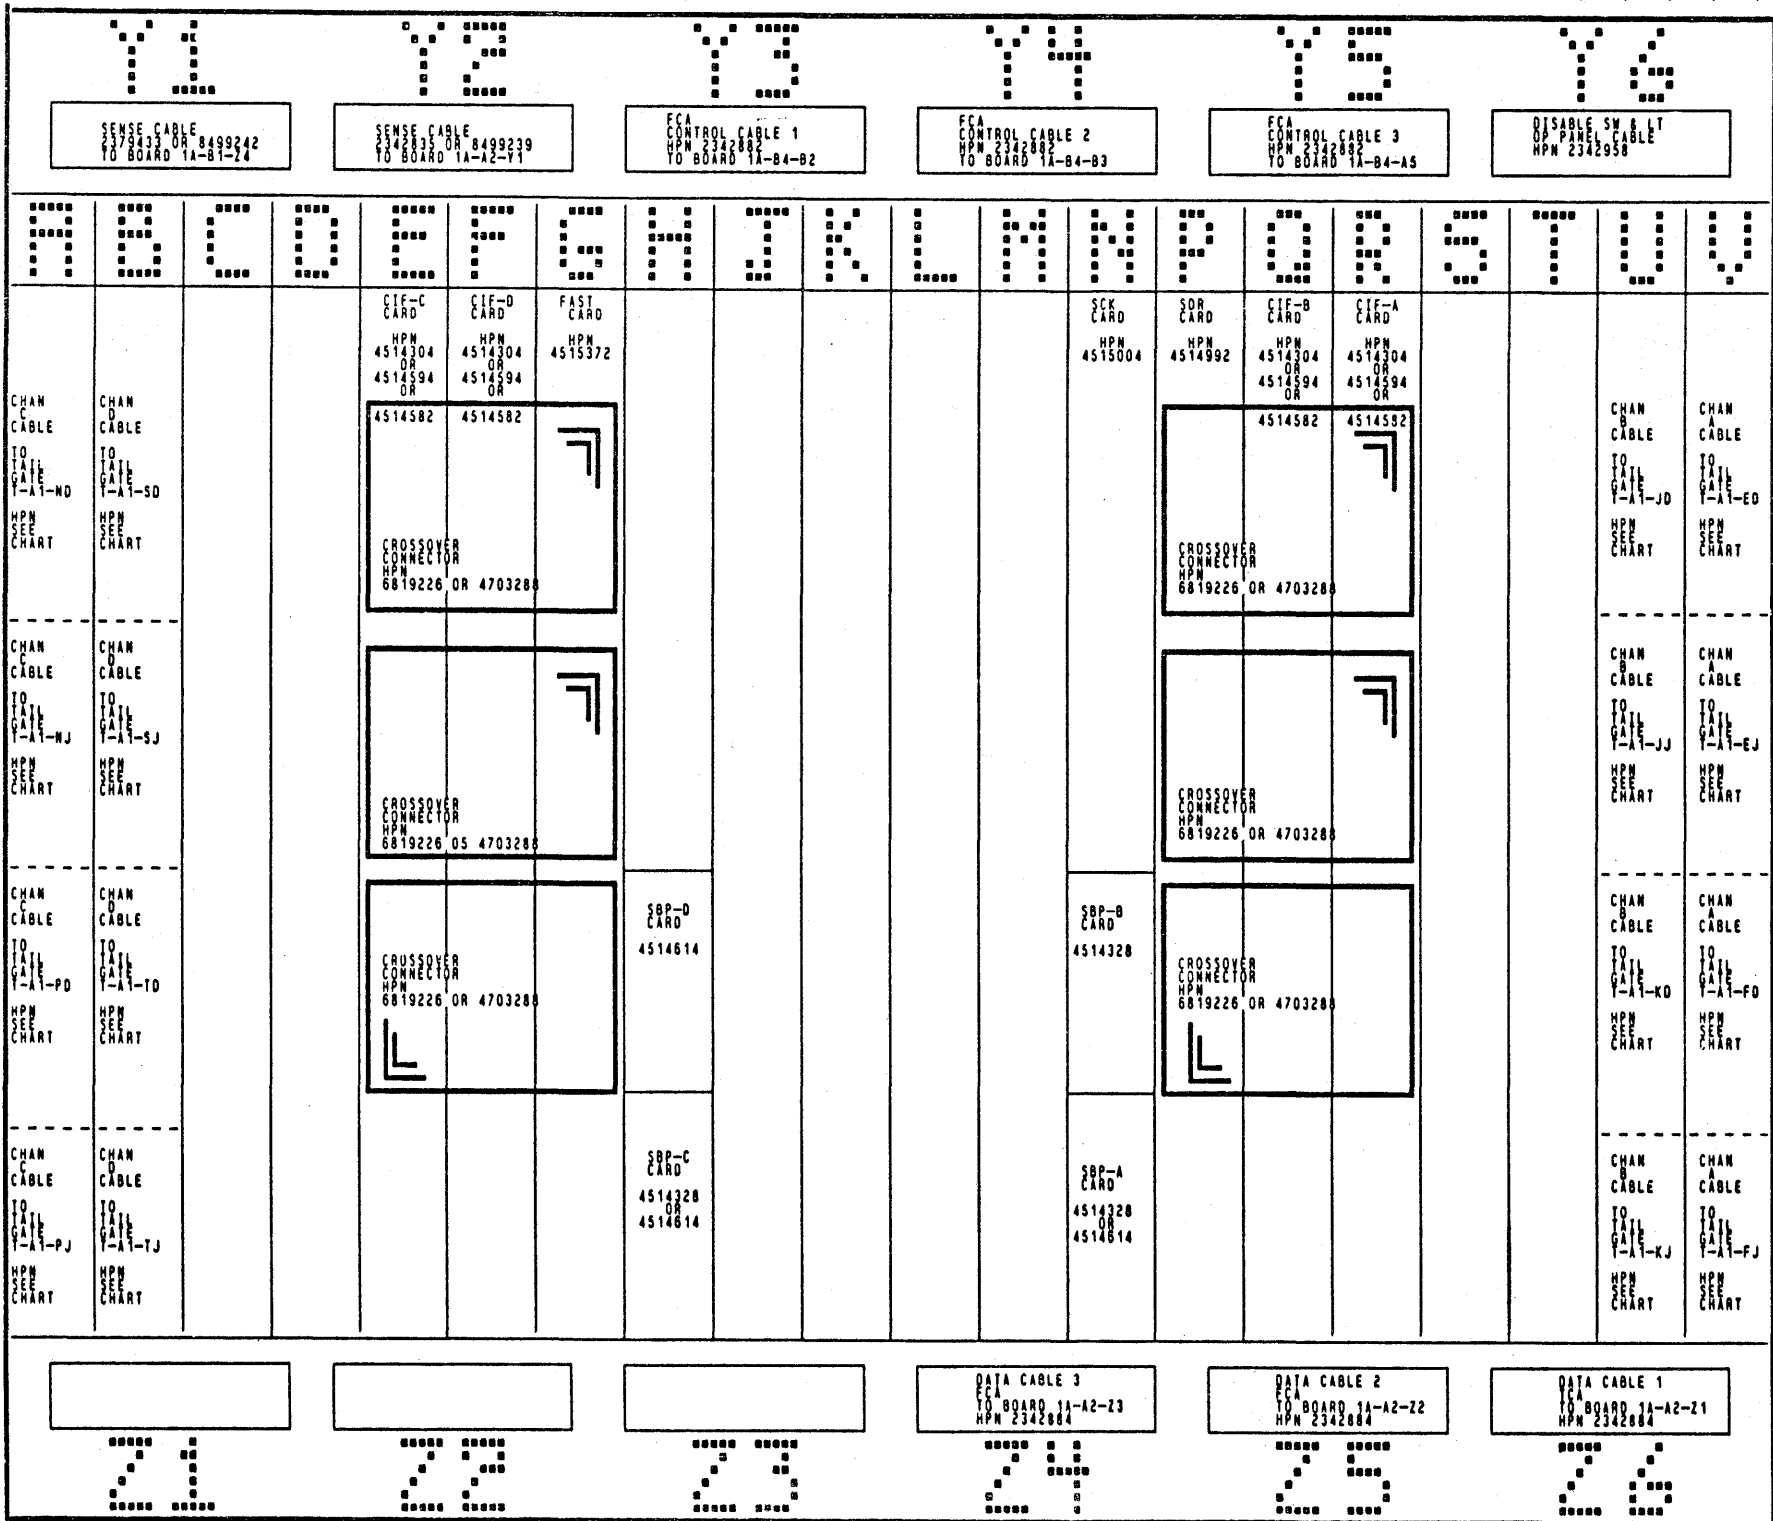 Y1
Y2
Y3
Y4
Y5
Y6
SENSE CABLE
2379433 OR 8499242
TO BOARD 1A-B1-Z4
SENSE CABLE
2342835 OR 8499239
TO BOARD 1A-A2-Y1
FCA
CONTROL CABLE 1
HPN 2342882
TO BOARD 1A-B4-B2
FCA
CONTROL CABLE 2
HPN 2342882
TO BOARD 1A-B4-B3
FCA
CONTROL CABLE 3
HPN 2342882
TO BOARD 1A-B4-A5
DISABLE SW & LT
OP PANEL CABLE
HPN 2342958
A B C D E F G H J K L M N P Q R S T U V
CIF-C
CARD
HPN
4514304
OR
4514594
OR
4514582
CIF-D
CARD
HPN
4514304
OR
4514594
OR
4514582
FAST
CARD
HPN
4515372
SCK
CARD
HPN
4515004
SDR
CARD
HPN
4514992
CIF-B
CARD
HPN
4514304
OR
4514594
OR
4514582
CIF-A
CARD
HPN
4514304
OR
4514594
OR
4514582
CHAN
C
CABLE
TO
TAIL
GATE
T-A1-ND
HPN
SEE
CHART
CHAN
D
CABLE
TO
TAIL
GATE
T-A1-SD
HPN
SEE
CHART
CROSSOVER
CONNECTOR
HPN
6819226 OR 4703288
CROSSOVER
CONNECTOR
HPN
6819226 OR 4703288
CHAN
B
CABLE
TO
TAIL
GATE
T-A1-JD
HPN
SEE
CHART
CHAN
A
CABLE
TO
TAIL
GATE
T-A1-ED
HPN
SEE
CHART
CHAN
C
CABLE
TO
TAIL
GATE
T-A1-NJ
HPN
SEE
CHART
CHAN
D
CABLE
TO
TAIL
GATE
T-A1-SJ
HPN
SEE
CHART
CROSSOVER
CONNECTOR
HPN
6819226 05 4703288
CROSSOVER
CONNECTOR
HPN
6819226 OR 4703288
CHAN
B
CABLE
TO
TAIL
GATE
T-A1-JJ
HPN
SEE
CHART
CHAN
A
CABLE
TO
TAIL
GATE
T-A1-EJ
HPN
SEE
CHART
CHAN
C
CABLE
TO
TAIL
GATE
T-A1-PD
HPN
SEE
CHART
CHAN
D
CABLE
TO
TAIL
GATE
T-A1-TD
HPN
SEE
CHART
CROSSOVER
CONNECTOR
HPN
6819226 OR 4703288
SBP-D
CARD
4514614
SBP-B
CARD
4514328
CROSSOVER
CONNECTOR
HPN
6819226 OR 4703288
CHAN
B
CABLE
TO
TAIL
GATE
T-A1-KD
HPN
SEE
CHART
CHAN
A
CABLE
TO
TAIL
GATE
T-A1-FD
HPN
SEE
CHART
CHAN
C
CABLE
TO
TAIL
GATE
T-A1-PJ
HPN
SEE
CHART
CHAN
D
CABLE
TO
TAIL
GATE
T-A1-TJ
HPN
SEE
CHART
SBP-C
CARD
4514328
OR
4514614
SBP-A
CARD
4514328
OR
4514614
CHAN
B
CABLE
TO
TAIL
GATE
T-A1-KJ
HPN
SEE
CHART
CHAN
A
CABLE
TO
TAIL
GATE
T-A1-FJ
HPN
SEE
CHART
DATA CABLE 3
FCA
TO BOARD 1A-A2-Z3
HPN 2342884
DATA CABLE 2
FCA
TO BOARD 1A-A2-Z2
HPN 2342884
DATA CABLE 1
TCA
TO BOARD 1A-A2-Z1
HPN 2342884
Z1
Z2
Z3
Z4
Z5
Z6